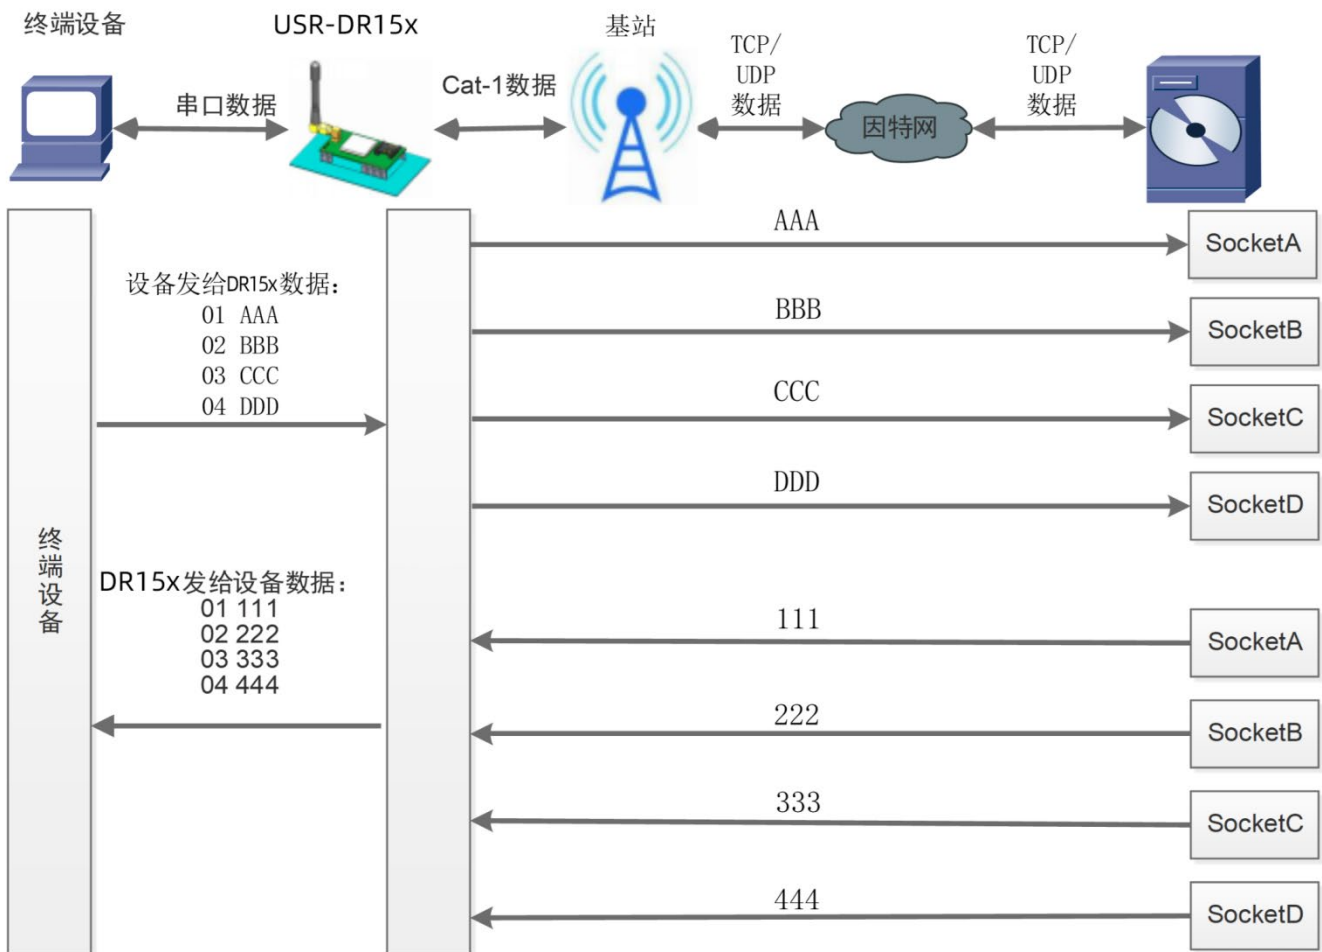 终端设备
USR-DR15x
基站
TCP/
UDP
数据
TCP/
UDP
数据
串口数据
Cat-1数据
因特网
AAA
SocketA
设备发给DR15x数据：
01 AAA
02 BBB
03 CCC
04 DDD
BBB
SocketB
CCC
SocketC
DDD
SocketD
终端设备
DR15x发给设备数据：
01 111
02 222
03 333
04 444
111
SocketA
222
SocketB
333
SocketC
444
SocketD